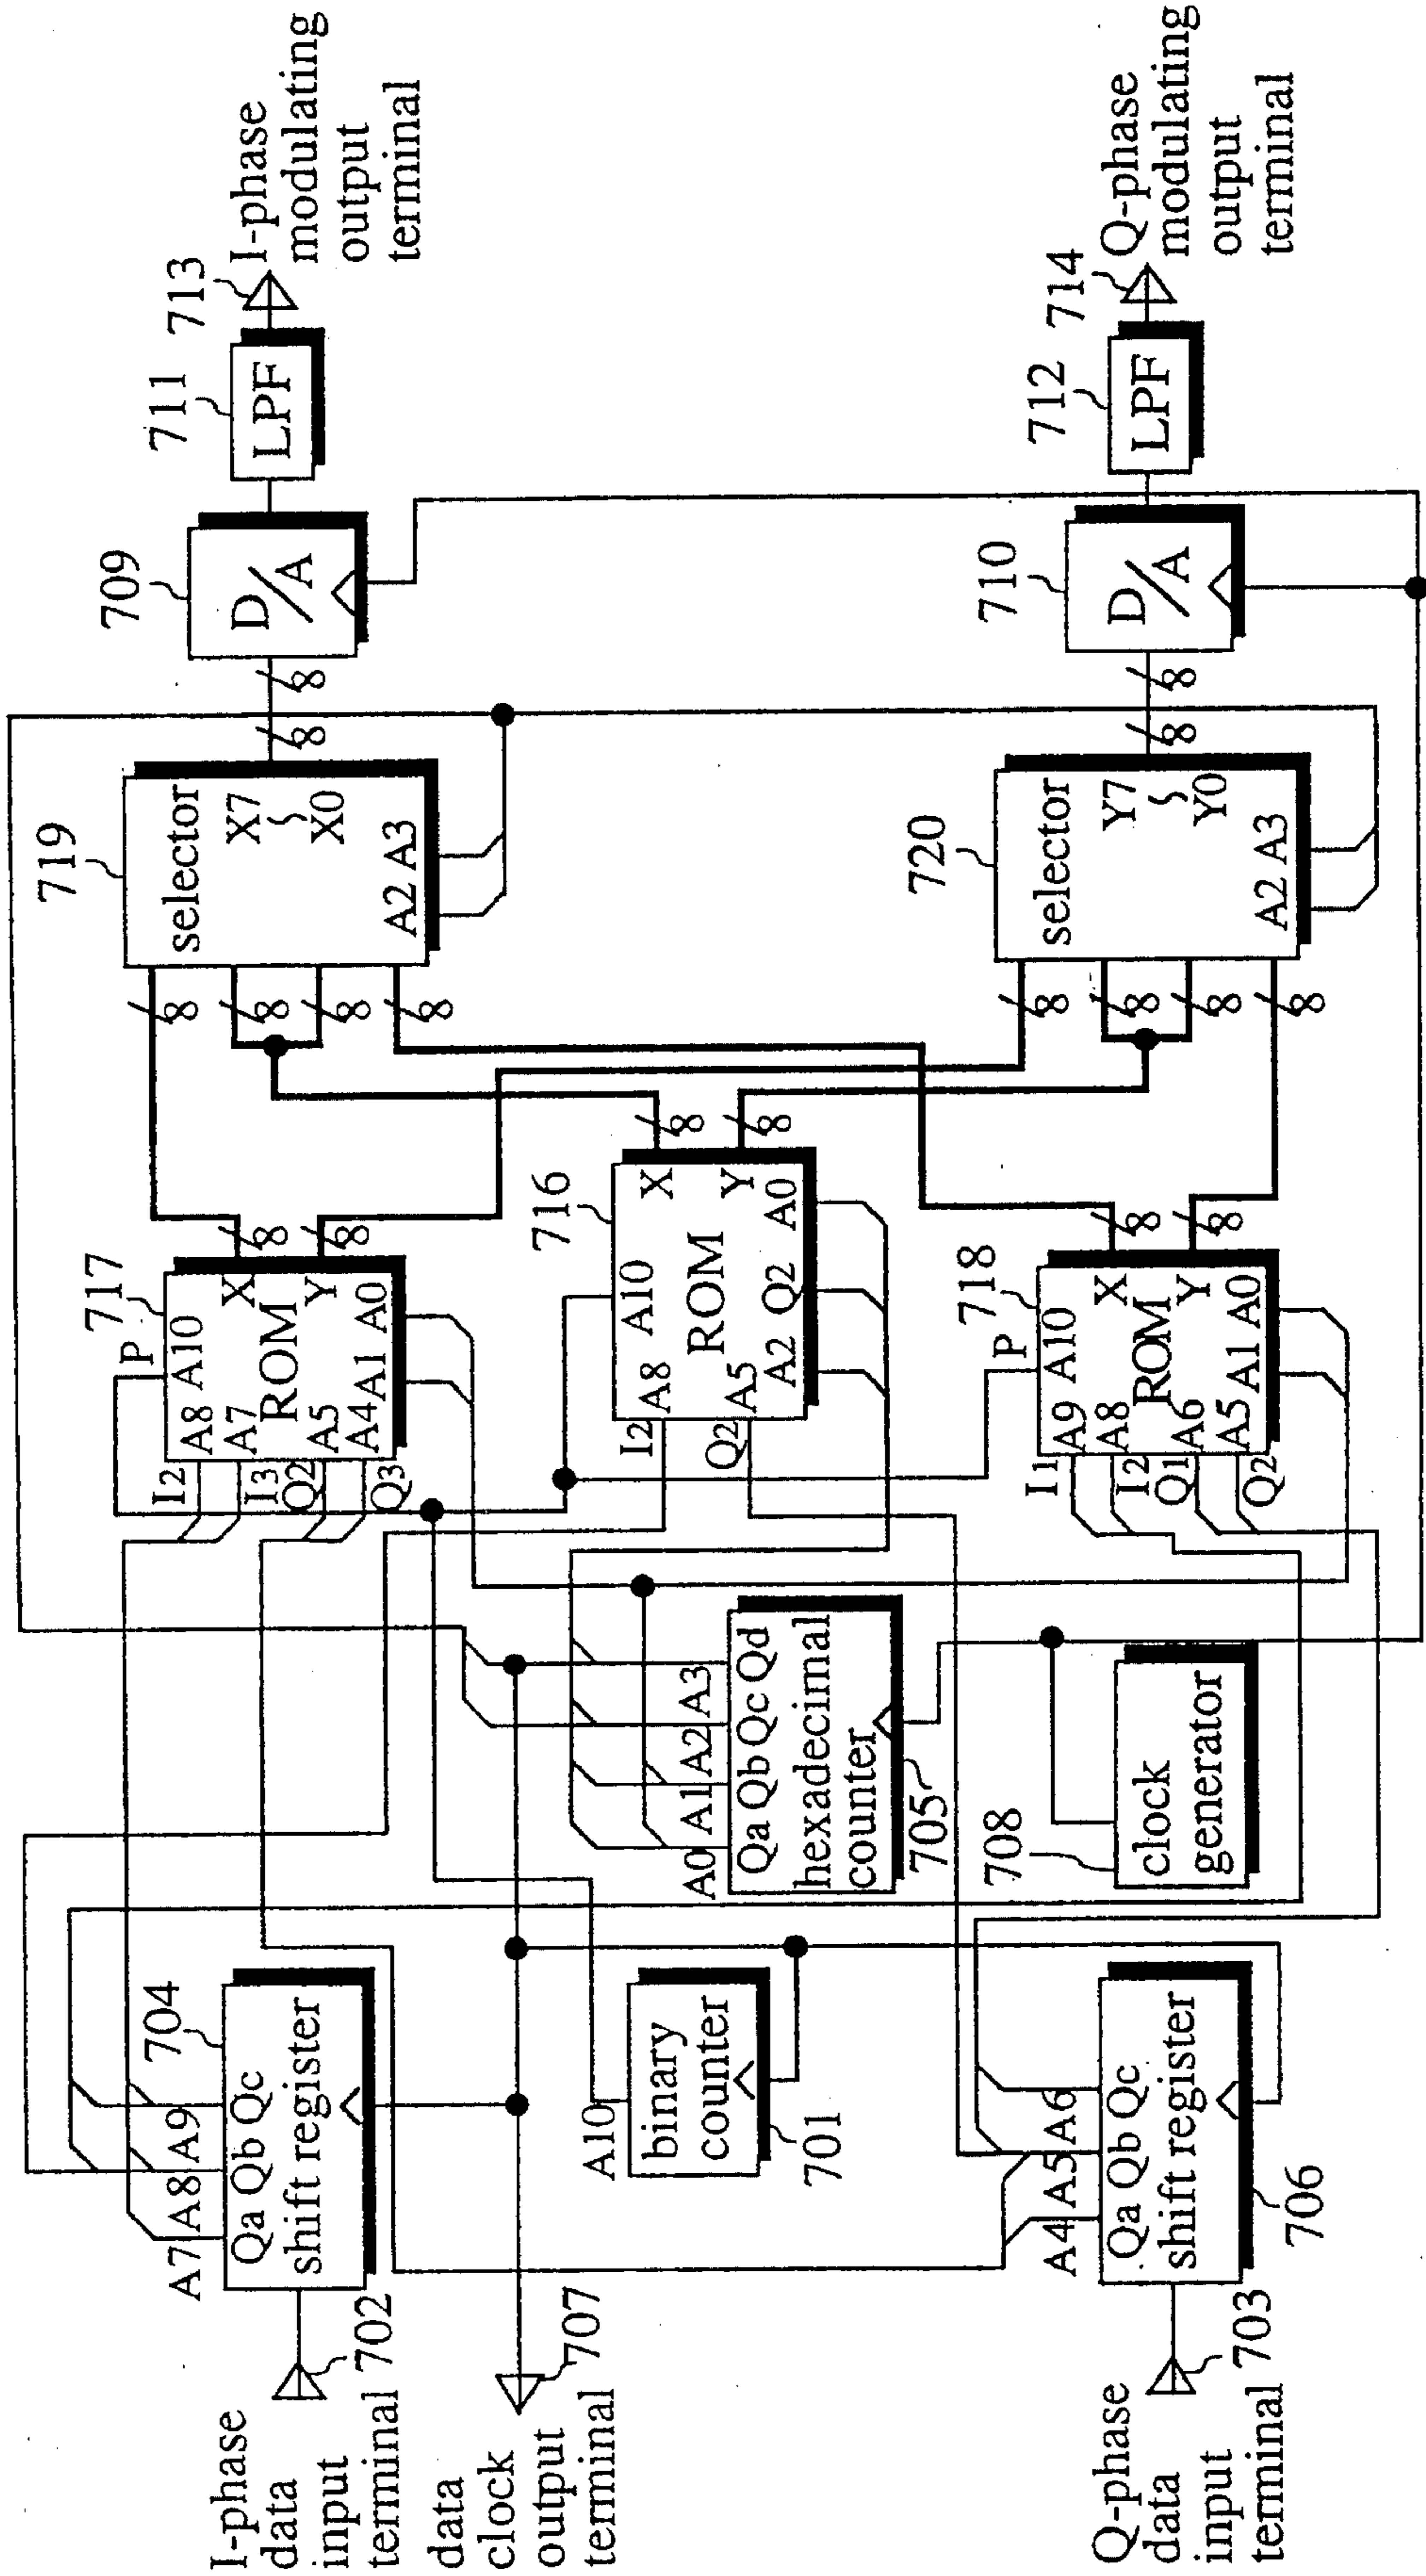 I-phase
data
input
terminal
702
data
clock
output
terminal
707
Q-phase
data
input
terminal
703
704
A7 A8 A9
Qa Qb Qc
shift register
A10
binary
counter
701
A4 A5 A6
Qa Qb Qc
shift register
706
A0 A1 A2 A3
Qa Qb Qc Qd
hexadecimal
counter
705
708
clock
generator
717
P
I2
I3
Q2
Q3
A10
A8
A7
A5
A4
ROM
X
Y
A1 A0
8
8
716
I2
Q2
A10
A8
A5
ROM
X
Y
A2 Q2 A0
8
8
718
P
I1
I2
Q1
Q2
A10
A9
A8
A6
A5
ROM
X
Y
A1 A0
8
8
719
8
8
8
8
selector
X7
X0
A2 A3
8
8
720
8
8
8
8
selector
Y7
Y0
A2 A3
8
8
709
D/A
710
D/A
711
LPF
712
LPF
713
I-phase
modulating
output
terminal
714
Q-phase
modulating
output
terminal